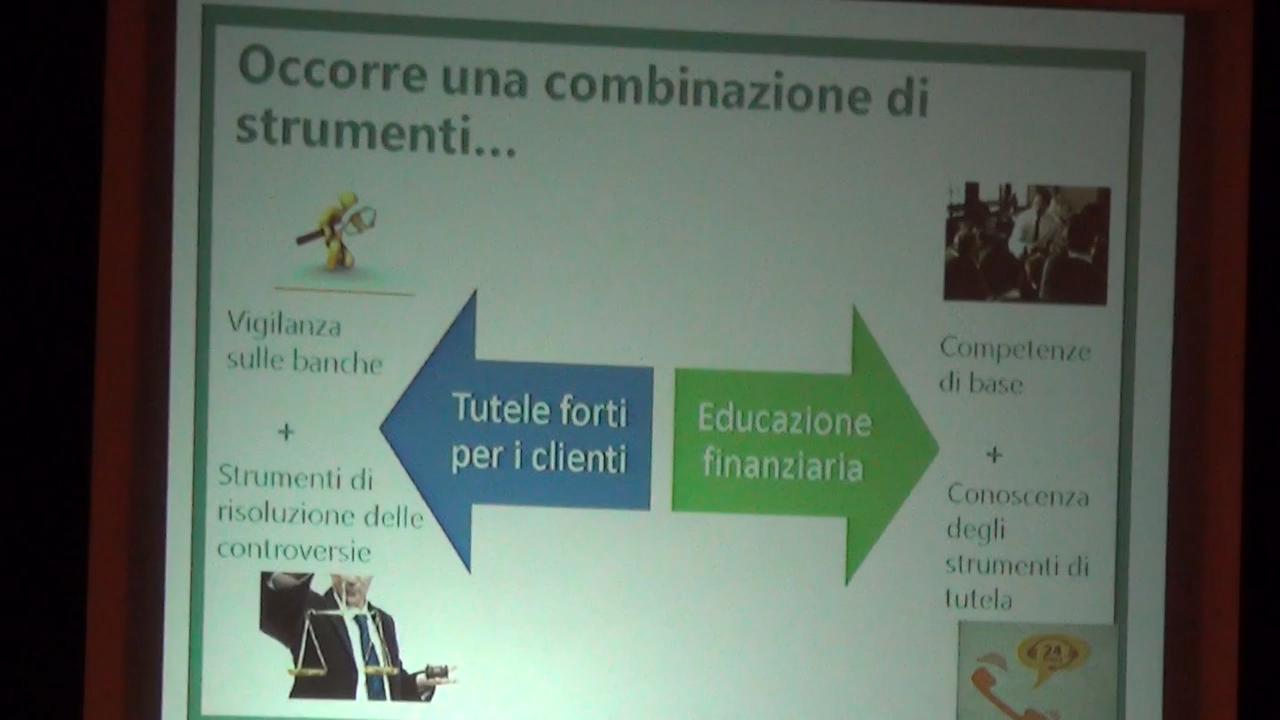 Occorre una combinazione di
strumenti...
Vigilanza
sulle banche
+
Strumenti di
risoluzione delle
controversie
Tutele forti
per i clienti
Educazione
finanziaria
Competenze
di base
+
Conoscenza
degli
strumenti di
tutela
24